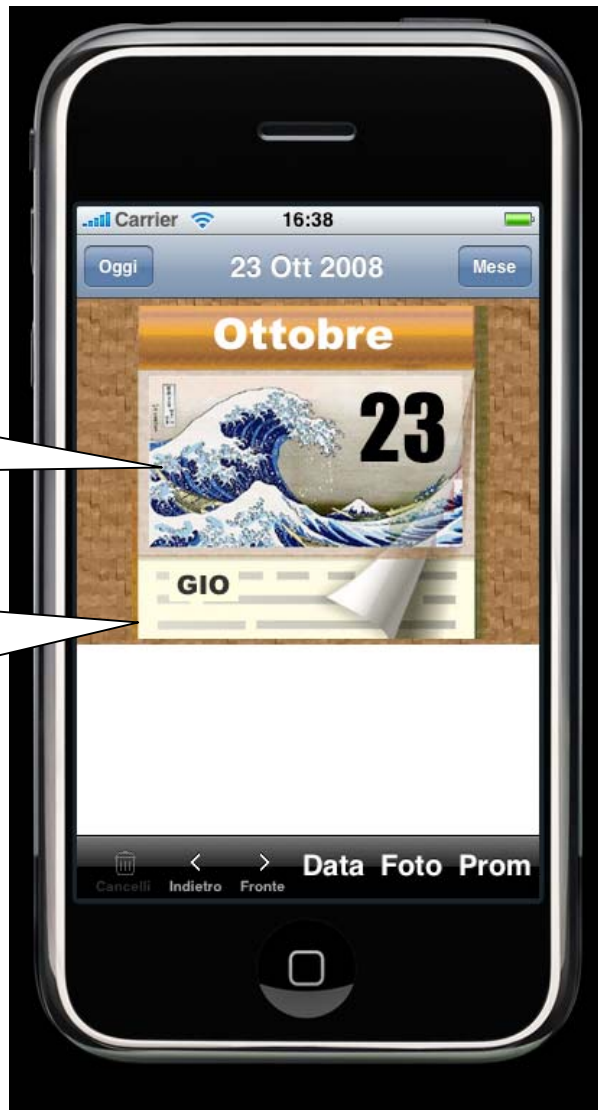 Carrier 16:38
Oggi 23 Ott 2008 Mese
Ottobre
23
GIO
Cancelli Indietro Fronte Data Foto Prom